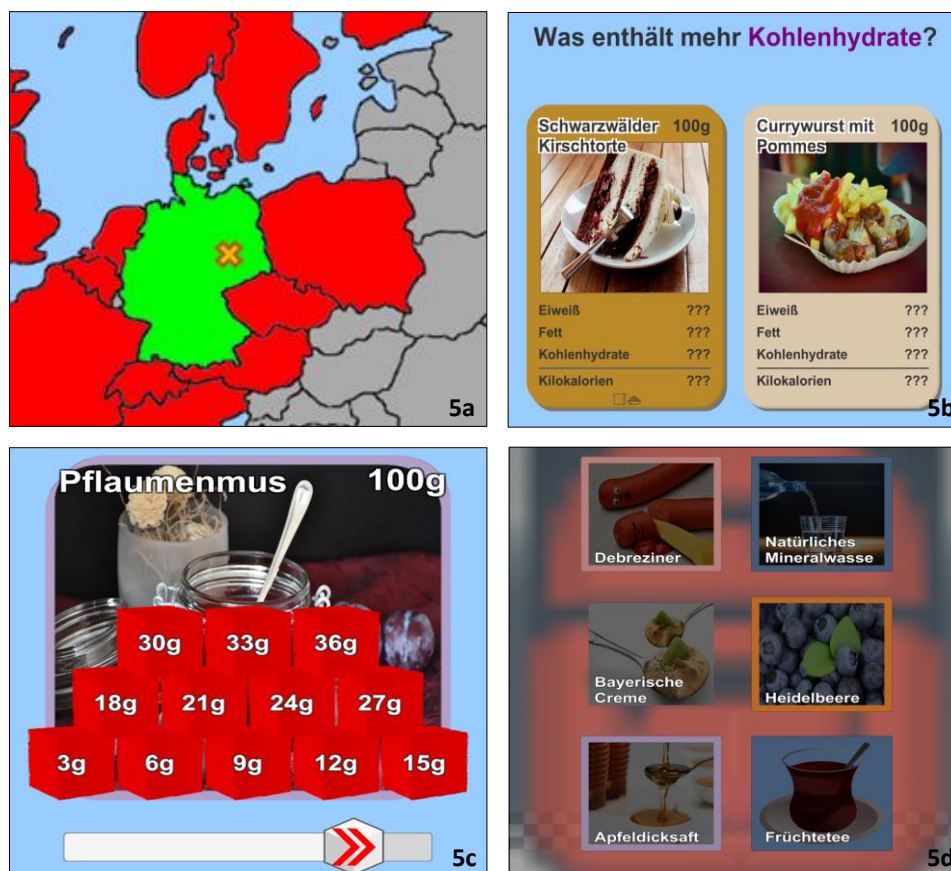 5a
Was enthält mehr Kohlenhydrate?
Schwarzwälder 100g
Kirschtorte
Eiweiß ???
Fett ???
Kohlenhydrate ???
Kilokalorien ???
Currywurst mit 100g
Pommes
Eiweiß ???
Fett ???
Kohlenhydrate ???
Kilokalorien ???
5b
Pflaumenmus 100g
30g 33g 36g
18g 21g 24g 27g
3g 6g 9g 12g 15g
5c
Debreziner
Natürliches
Mineralwasse
Bayerische
Creme
Heidelbeere
Apfeldicksaft
Früchtetee
5d